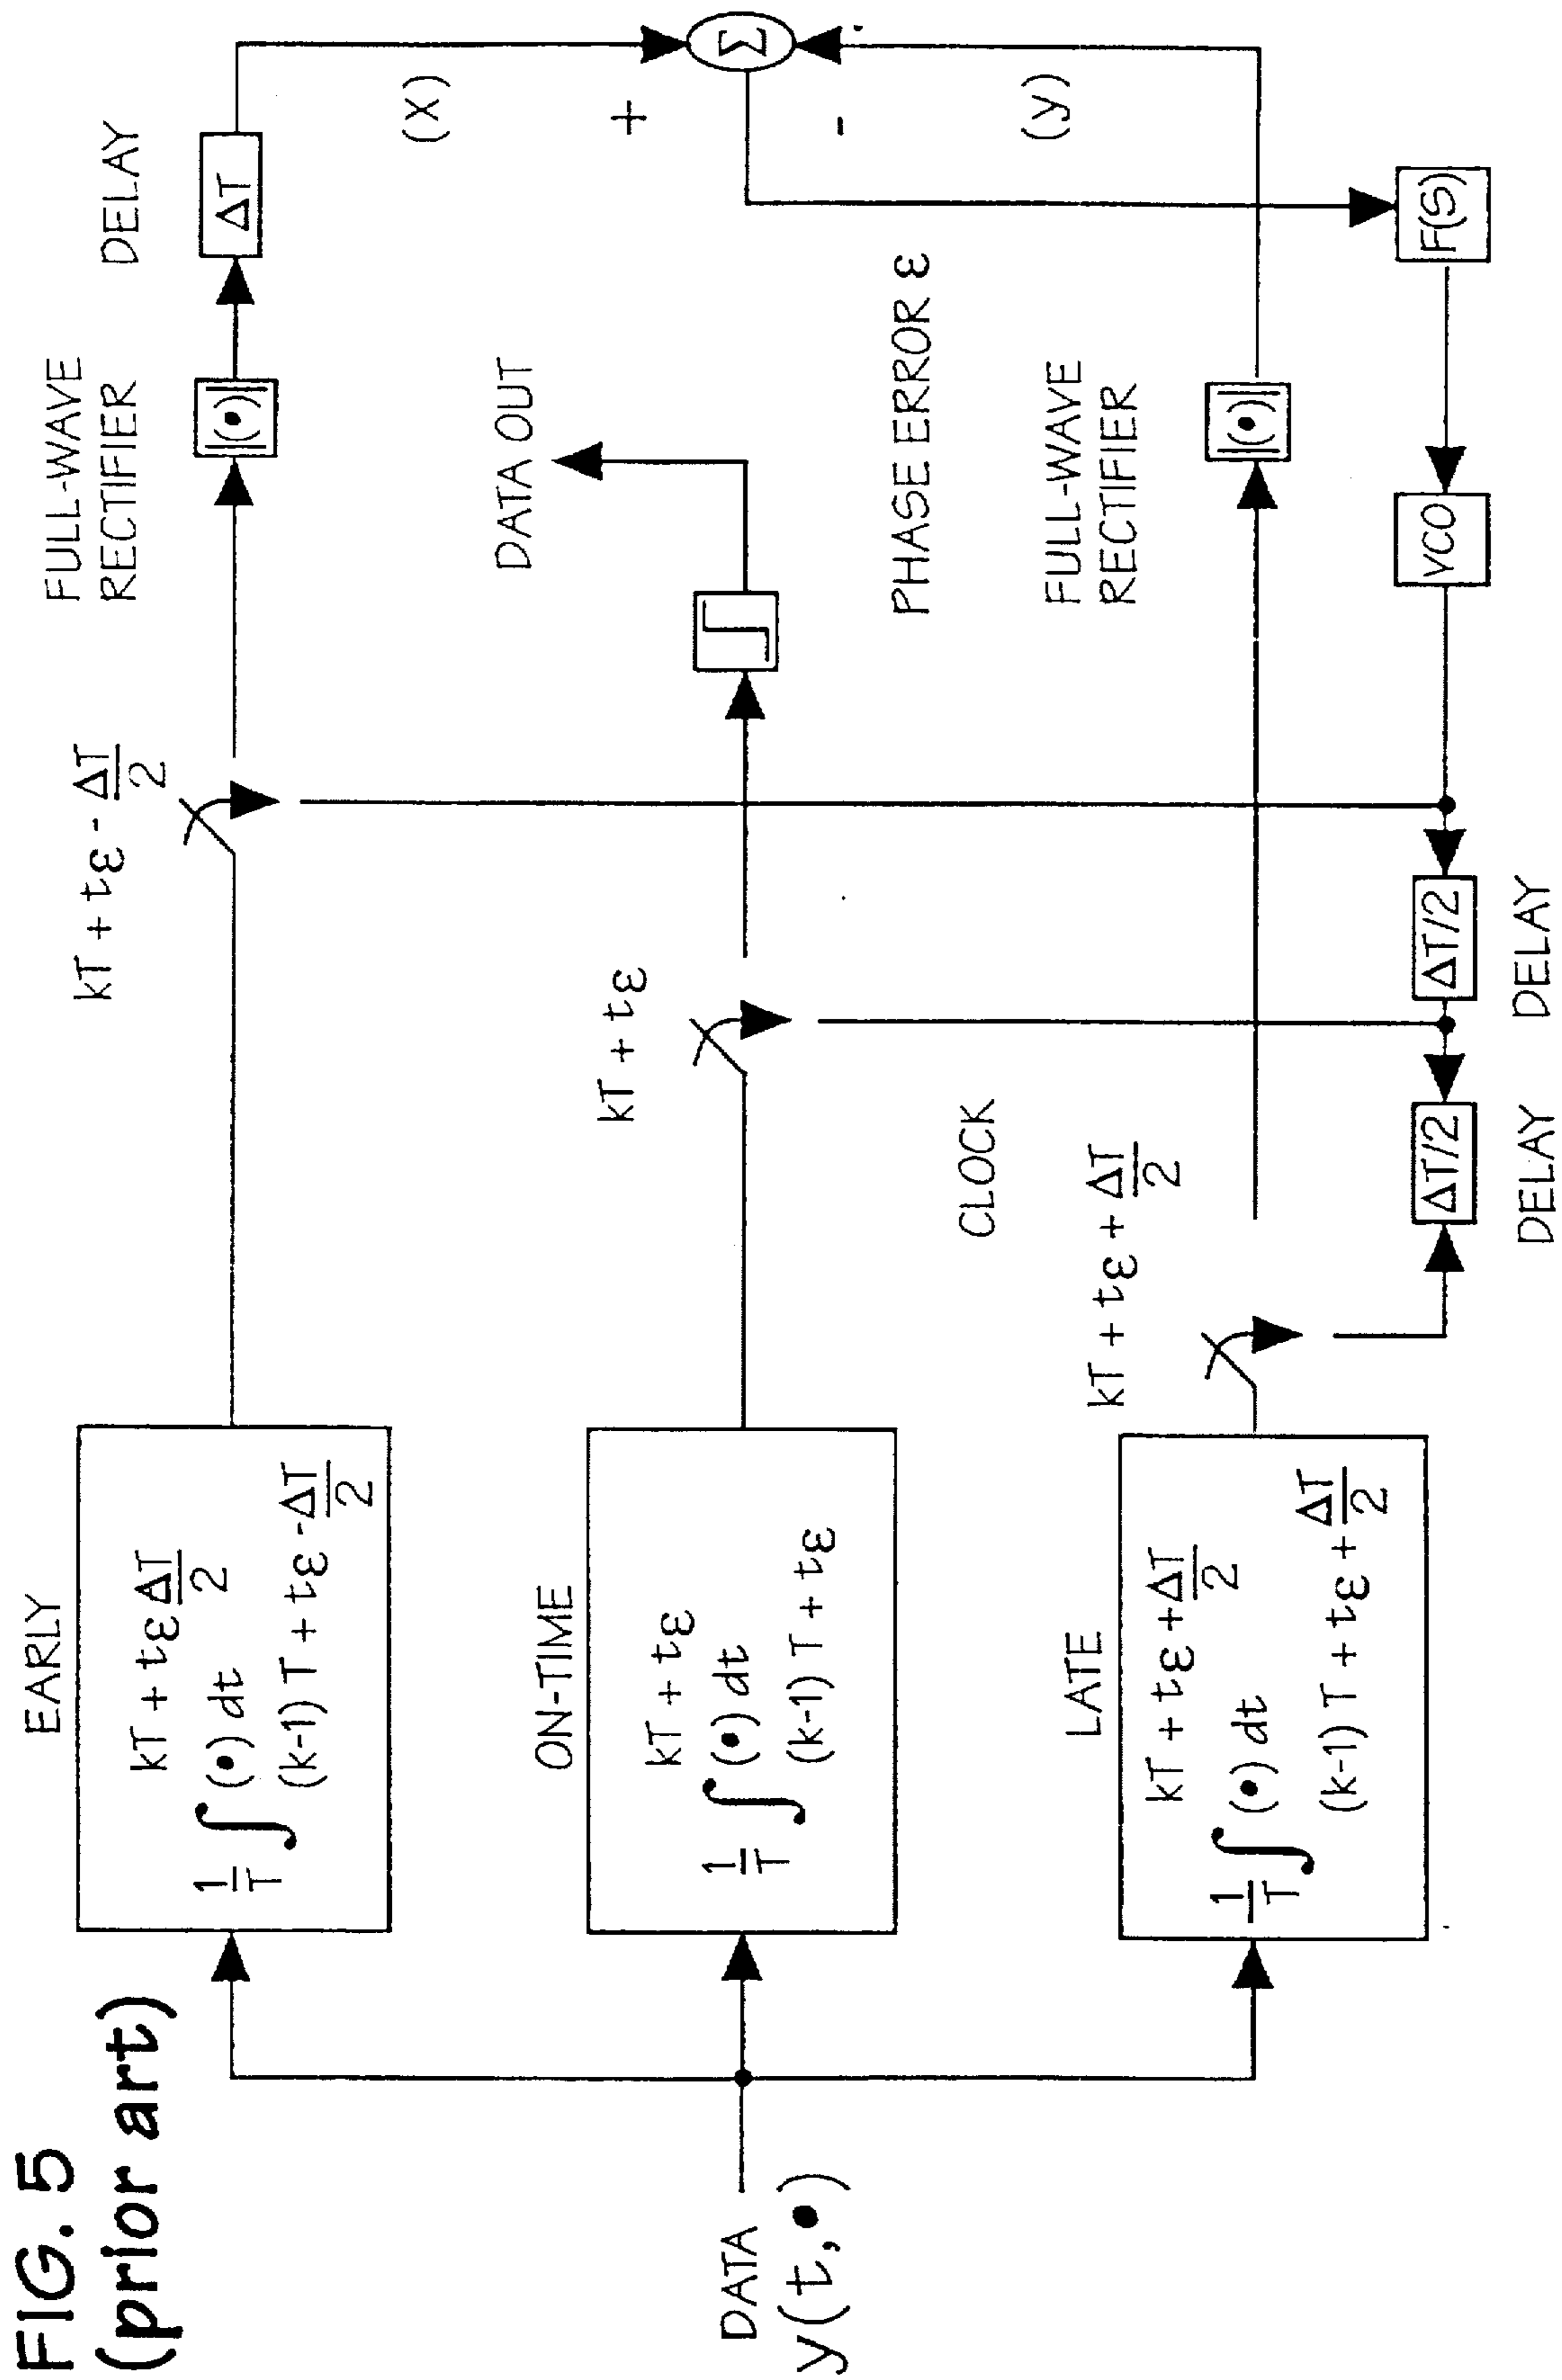 FIG. 5
(prior art)
DATA
y(t,•)
EARLY
kT + tε ΔT/2
1/T ∫ (•) dt
(k-1) T + tε - ΔT/2
kT + tε - ΔT/2
FULL-WAVE
RECTIFIER
|(•)|
DELAY
ΔT
(X)
+
Σ
-
(y)
ON-TIME
kT + tε
1/T ∫ (•) dt
(k-1) T + tε
kT + tε
DATA OUT
PHASE ERROR ε
CLOCK
LATE
kT + tε + ΔT/2
1/T ∫ (•) dt
(k-1) T + tε + ΔT/2
kT + tε + ΔT/2
FULL-WAVE
RECTIFIER
|(•)|
ΔT/2
DELAY
ΔT/2
DELAY
VCO
F(S)